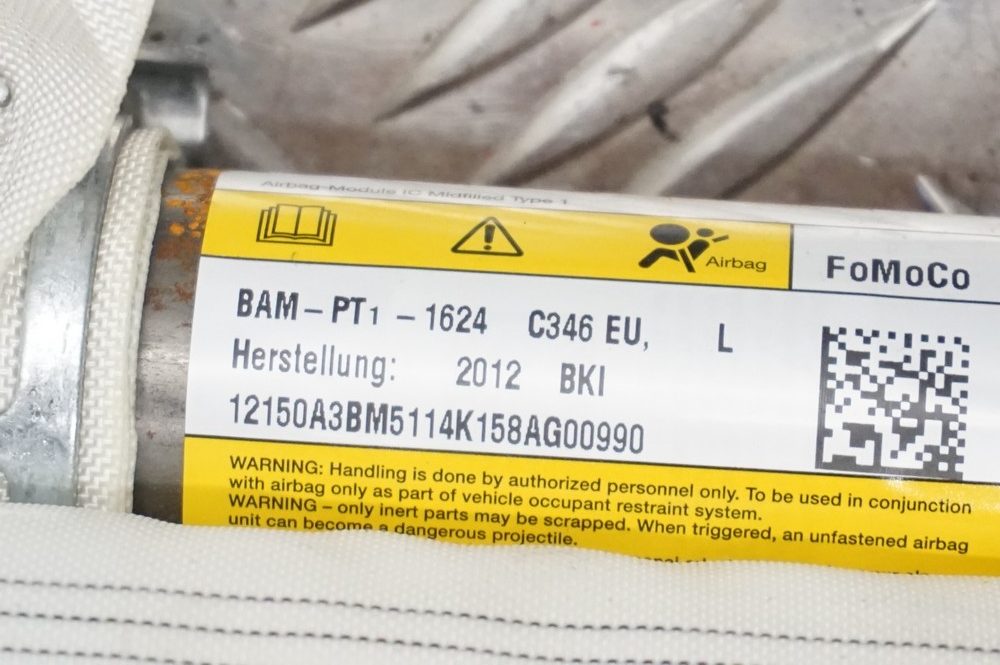 Airbag-Module IC Midfilled Type 1
Airbag
FoMoCo
BAM-PT1 - 1624 C346 EU, L
Herstellung: 2012 BKI
12150A3BM5114K158AG00990
WARNING: Handling is done by authorized personnel only. To be used in conjunction
with airbag only as part of vehicle occupant restraint system.
WARNING – only inert parts may be scrapped. When triggered, an unfastened airbag
unit can become a dangerous projectile.